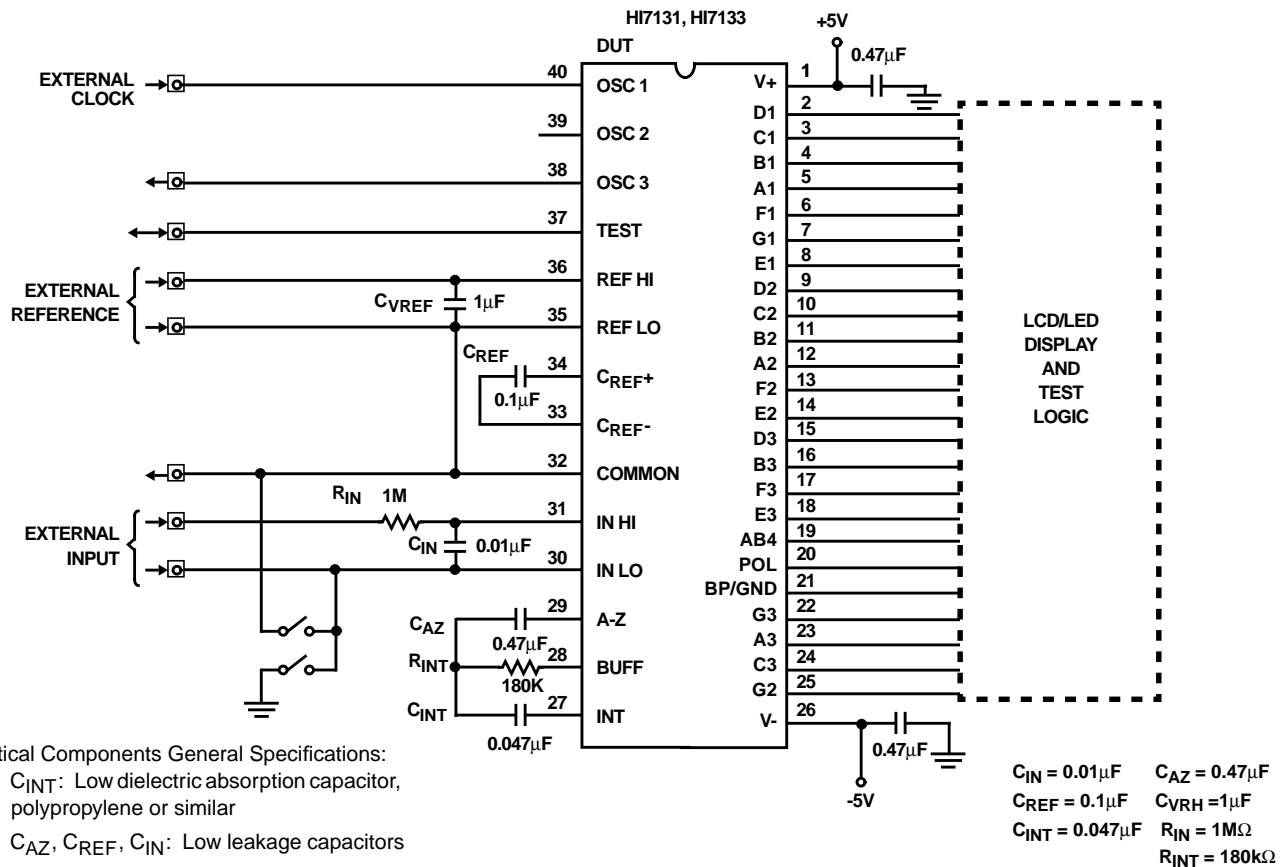 HI7131, HI7133
DUT
+5V
0.47μF
EXTERNAL
CLOCK
40
OSC 1
39
OSC 2
38
OSC 3
37
TEST
EXTERNAL
REFERENCE
36
REF HI
CVREF
1μF
35
REF LO
CREF
34
CREF+
0.1μF
33
CREF-
32
COMMON
RIN
1M
31
IN HI
EXTERNAL
INPUT
CIN
0.01μF
30
IN LO
CAZ
29
A-Z
0.47μF
RINT
28
BUFF
180K
CINT
27
INT
0.047μF
V+
1
D1
2
C1
3
B1
4
A1
5
F1
6
G1
7
E1
8
D2
9
C2
10
B2
11
A2
12
F2
13
E2
14
D3
15
B3
16
F3
17
E3
18
AB4
19
POL
20
BP/GND
21
G3
22
A3
23
C3
24
G2
25
V-
26
0.47μF
-5V
LCD/LED
DISPLAY
AND
TEST
LOGIC
tical Components General Specifications:
CINT: Low dielectric absorption capacitor,
polypropylene or similar
CAZ, CREF, CIN: Low leakage capacitors
CIN = 0.01μF CAZ = 0.47μF
CREF = 0.1μF CVRH =1μF
CINT = 0.047μF RIN = 1MΩ
RINT = 180kΩ